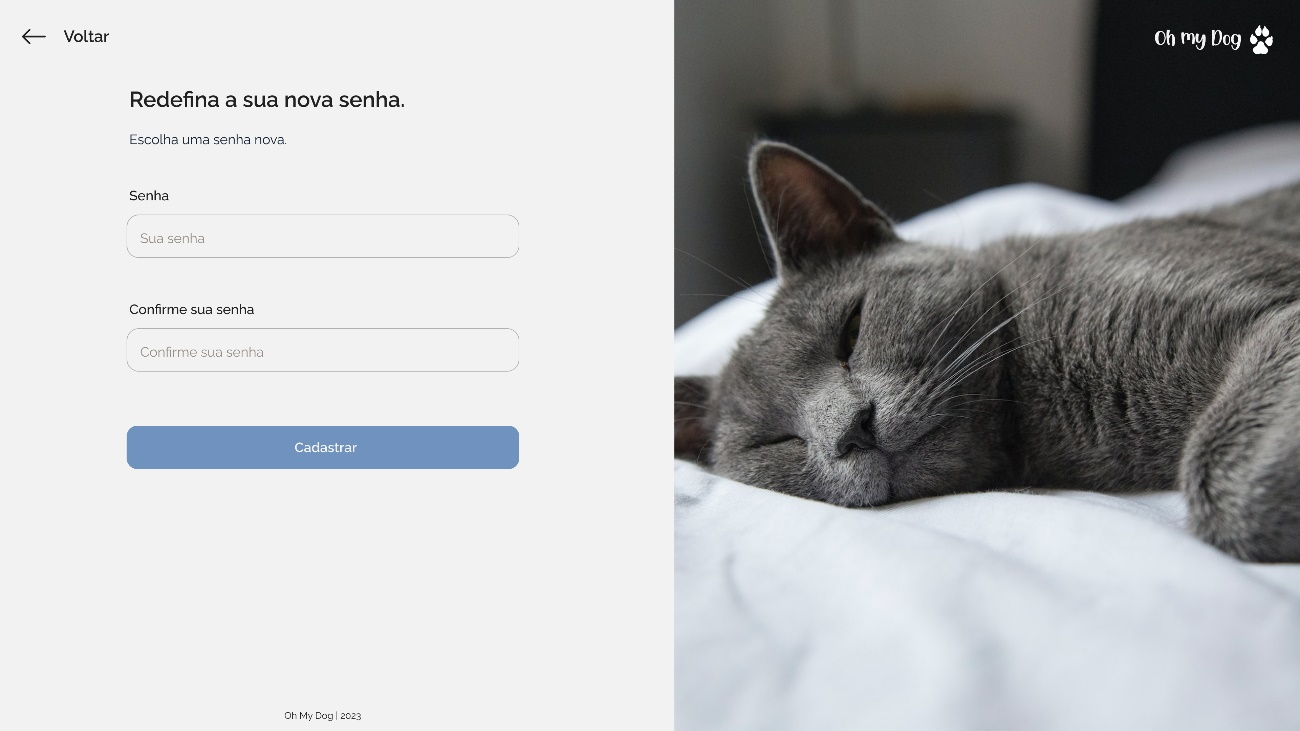 Voltar
Oh my Dog
Redefina a sua nova senha.
Escolha uma senha nova.
Senha
Sua senha
Confirme sua senha
Confirme sua senha
Cadastrar
Oh My Dog | 2023